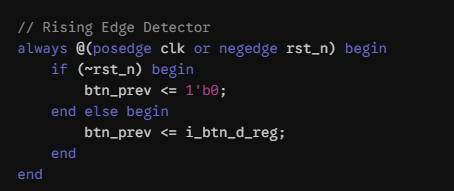 // Rising Edge Detector
always @(posedge clk or negedge rst_n) begin
    if (~rst_n) begin
        btn_prev <= 1'b0;
    end else begin
        btn_prev <= i_btn_d_reg;
    end
end